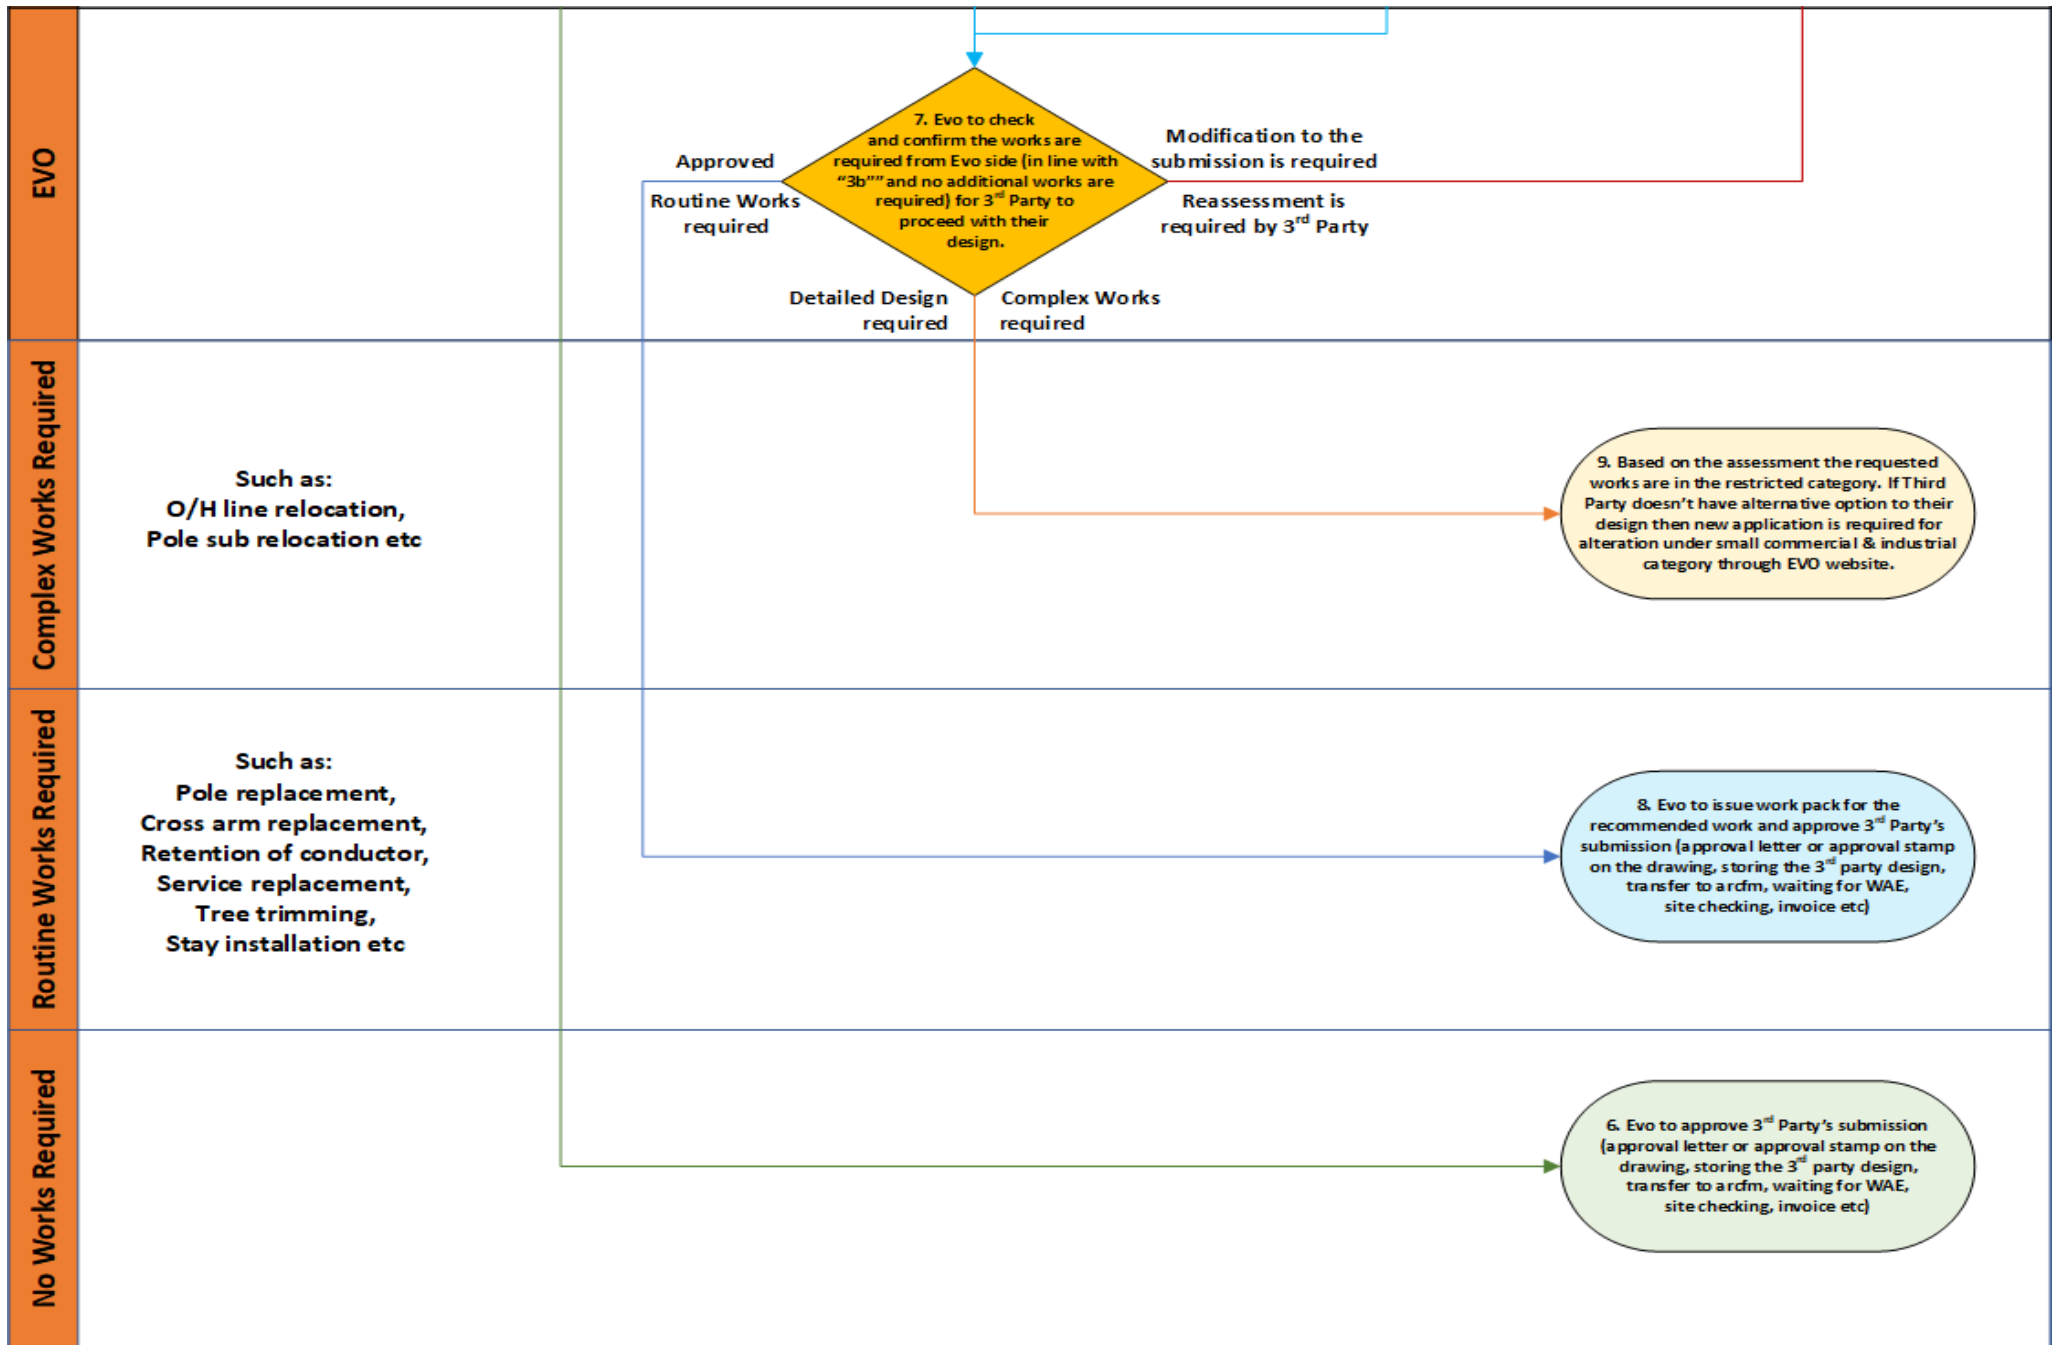 EVO
7. Evo to check
and confirm the works are
required from Evo side (in line with
“3b”” and no additional works are
required) for 3rd Party to
proceed with their
design.
Approved
Routine Works
required
Modification to the
submission is required
Reassessment is
required by 3rd Party
Detailed Design
required
Complex Works
required
Complex Works Required
Such as:
O/H line relocation,
Pole sub relocation etc
9. Based on the assessment the requested
works are in the restricted category. If Third
Party doesn’t have alternative option to their
design then new application is required for
alteration under small commercial & industrial
category through EVO website.
Routine Works Required
Such as:
Pole replacement,
Cross arm replacement,
Retention of conductor,
Service replacement,
Tree trimming,
Stay installation etc
8. Evo to issue work pack for the
recommended work and approve 3rd Party’s
submission (approval letter or approval stamp
on the drawing, storing the 3rd party design,
transfer to arcfm, waiting for WAE,
site checking, invoice etc)
No Works Required
6. Evo to approve 3rd Party’s submission
(approval letter or approval stamp on the
drawing, storing the 3rd party design,
transfer to arcfm, waiting for WAE,
site checking, invoice etc)